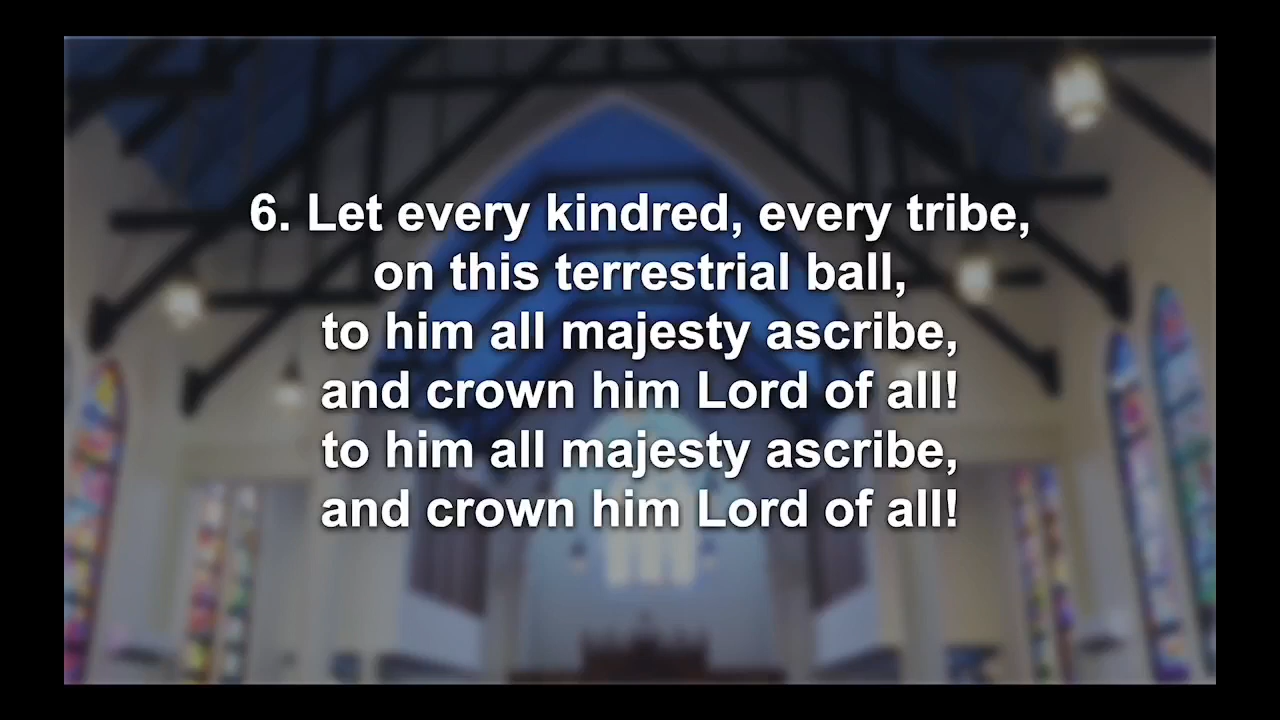 6. Let every kindred, every tribe,
on this terrestrial ball,
to him all majesty ascribe,
and crown him Lord of all!
to him all majesty ascribe,
and crown him Lord of all!